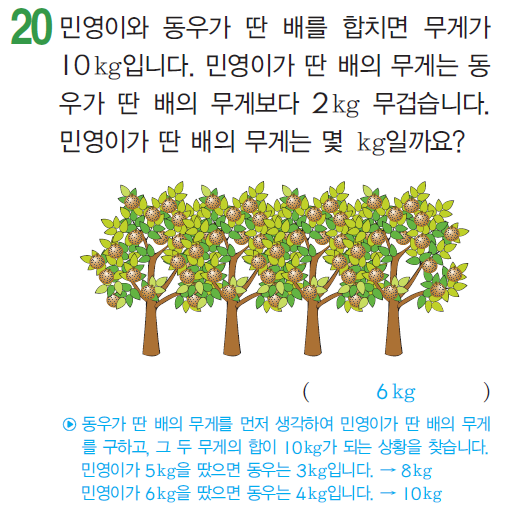 20 민영이와 동우가 딴 배를 합치면 무게가
10kg입니다. 민영이가 딴 배의 무게는 동
우가 딴 배의 무게보다 2kg 무겁습니다.
민영이가 딴 배의 무게는 몇 kg일까요?
( 6 kg )
동우가 딴 배의 무게를 먼저 생각하여 민영이가 딴 배의 무게
를 구하고, 그 두 무게의 합이 10kg가 되는 상황을 찾습니다.
민영이가 5kg을 땄으면 동우는 3kg입니다. → 8kg
민영이가 6kg을 땄으면 동우는 4kg입니다. → 10kg